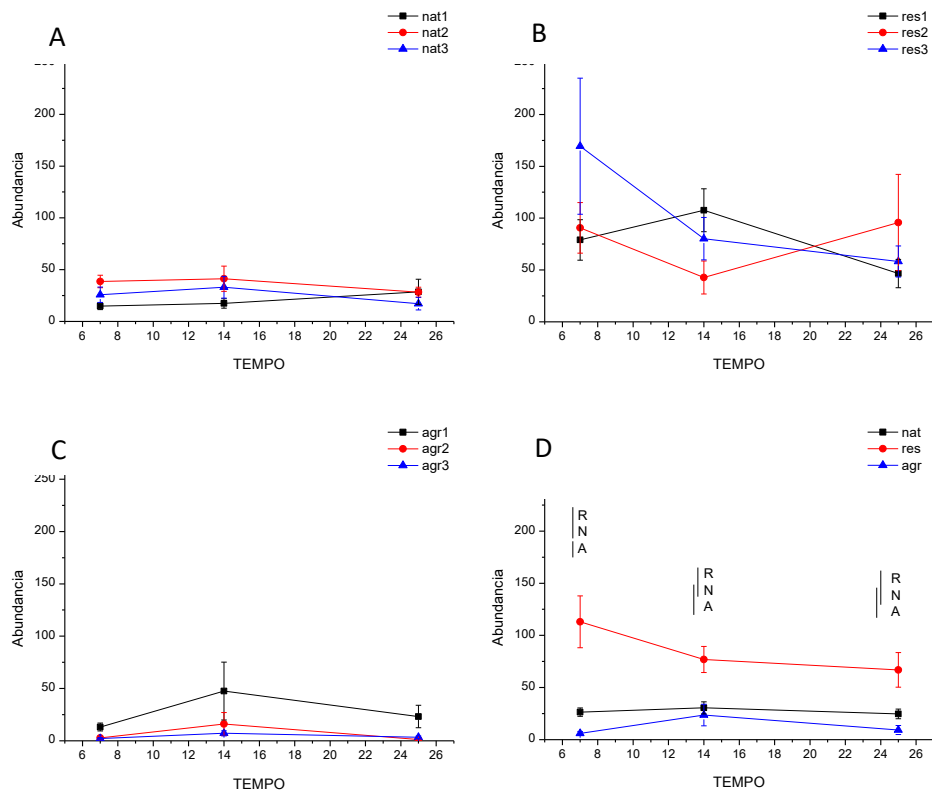 A
nat1
nat2
nat3
250
200
150
100
50
0
Abundancia
6 8 10 12 14 16 18 20 22 24 26
TEMPO
B
res1
res2
res3
200
150
100
50
0
Abundancia
6 8 10 12 14 16 18 20 22 24 26
TEMPO
C
agr1
agr2
agr3
250
200
150
100
50
0
Abundancia
6 8 10 12 14 16 18 20 22 24 26
TEMPO
D
nat
res
agr
200
150
100
50
0
Abundancia
R
N
A
R
N
A
R
N
A
6 8 10 12 14 16 18 20 22 24 26
TEMPO